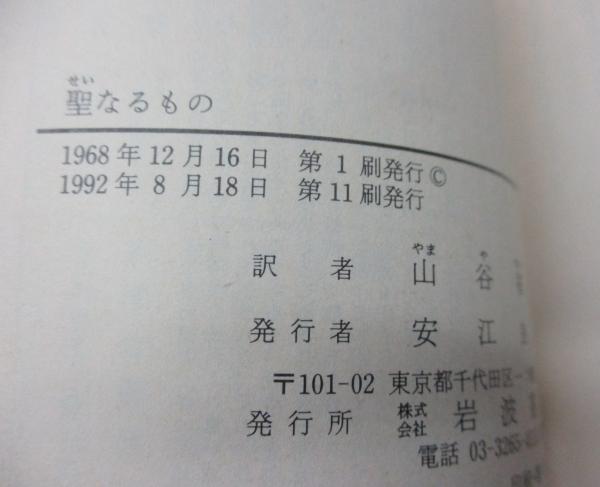 せい
聖なるもの
1968年12月16日 第1刷発行©
1992年8月18日 第11刷発行
やま や
訳者 山谷
発行者 安江
〒101-02 東京都千代田区一
発行所 株式会社 岩波
電話 03-3265-